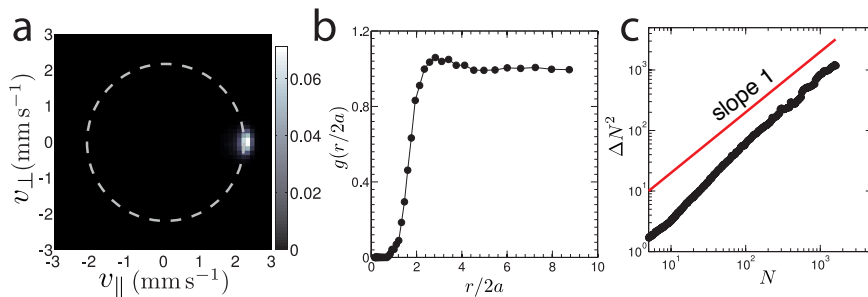 a
v⊥(mm s⁻¹)
3
2
1
0
-1
-2
-3
-3 -2 -1 0 1 2 3
v∥ (mm s⁻¹)
0.06
0.04
0.02
0
b
g(r/2a)
1.2
0.8
0.4
0
0 2 4 6 8 10
r/2a
c
ΔN²
10³
10²
10¹
10⁰
slope 1
10¹ 10² 10³
N